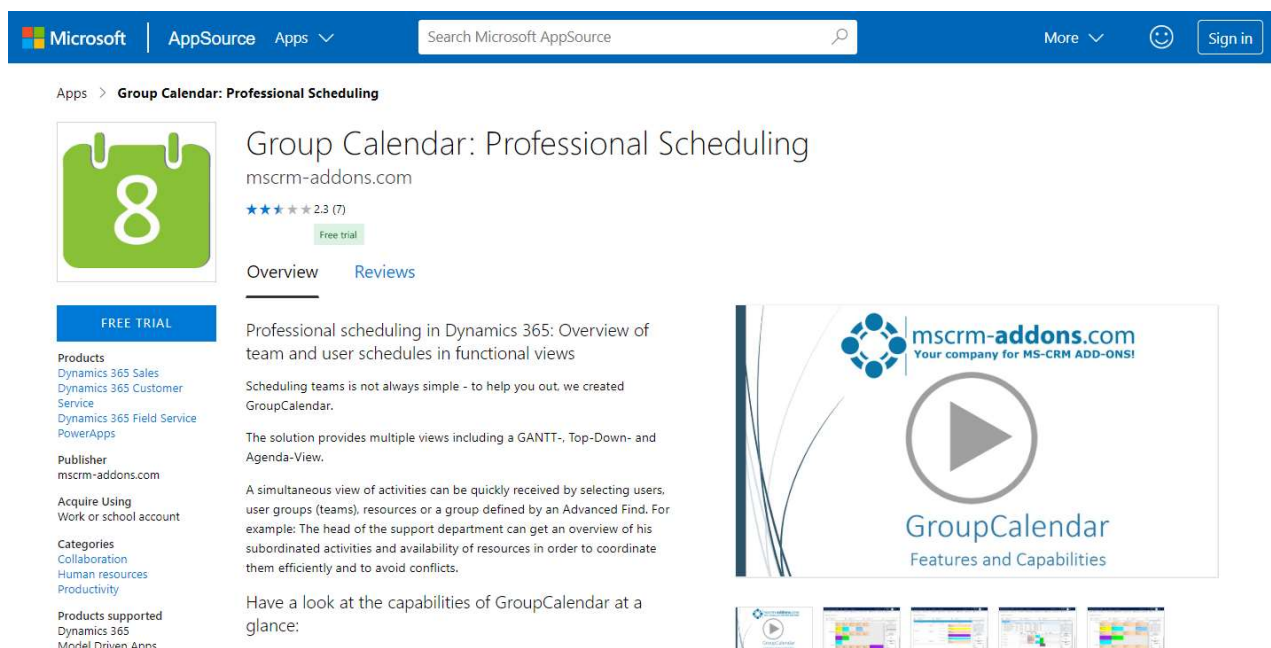 Microsoft
AppSource
Apps
Search Microsoft AppSource
More
Sign in
Apps > Group Calendar: Professional Scheduling
8
Group Calendar: Professional Scheduling
mscrm-addons.com
2.3 (7)
Free trial
Overview
Reviews
FREE TRIAL
Products
Dynamics 365 Sales
Dynamics 365 Customer
Service
Dynamics 365 Field Service
PowerApps
Publisher
mscrm-addons.com
Acquire Using
Work or school account
Categories
Collaboration
Human resources
Productivity
Products supported
Dynamics 365
Model Driven Apps
Professional scheduling in Dynamics 365: Overview of
team and user schedules in functional views
Scheduling teams is not always simple - to help you out, we created
GroupCalendar.
The solution provides multiple views including a GANTT-, Top-Down- and
Agenda-View.
A simultaneous view of activities can be quickly received by selecting users,
user groups (teams), resources or a group defined by an Advanced Find. For
example: The head of the support department can get an overview of his
subordinated activities and availability of resources in order to coordinate
them efficiently and to avoid conflicts.
Have a look at the capabilities of GroupCalendar at a
glance:
mscrm-addons.com
Your company for MS-CRM ADD-ONS!
GroupCalendar
Features and Capabilities